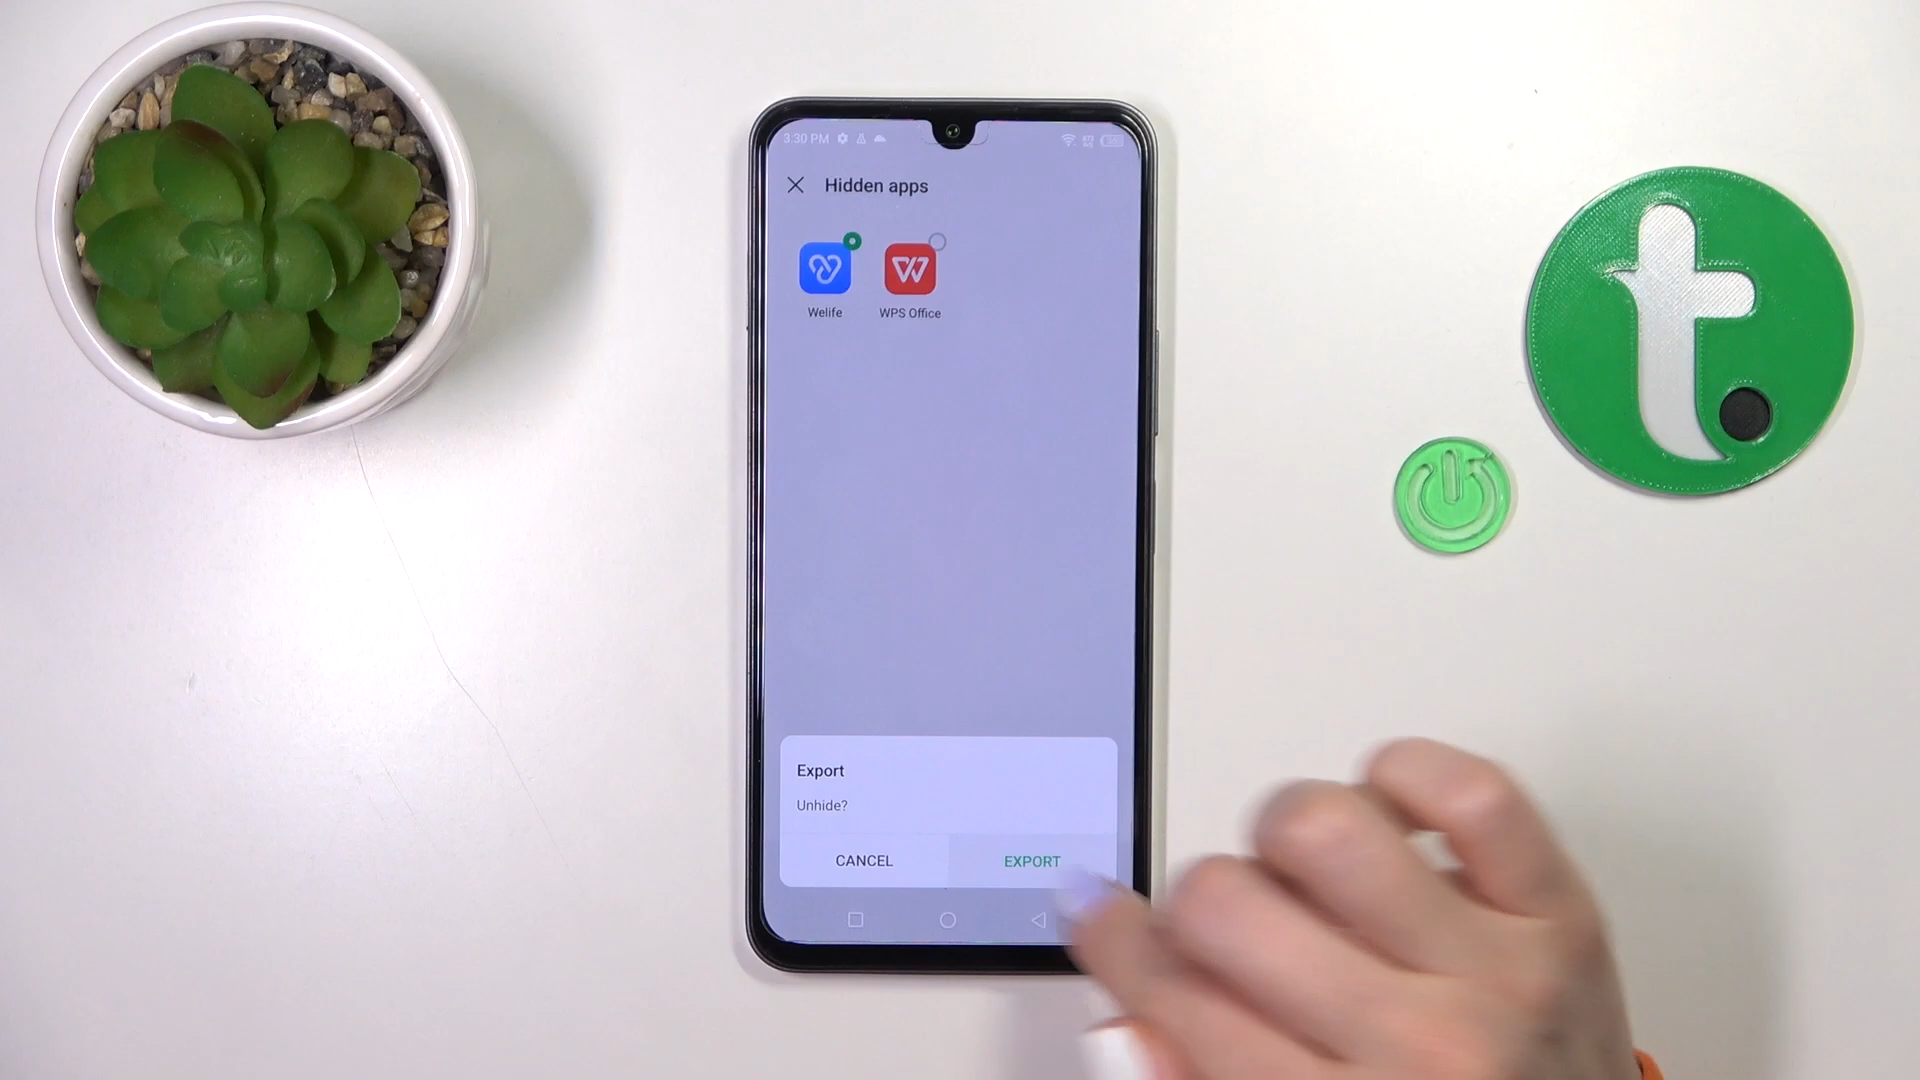 3:30 PM
Hidden apps
Welife
WPS Office
Export
Unhide?
CANCEL
EXPORT
t.